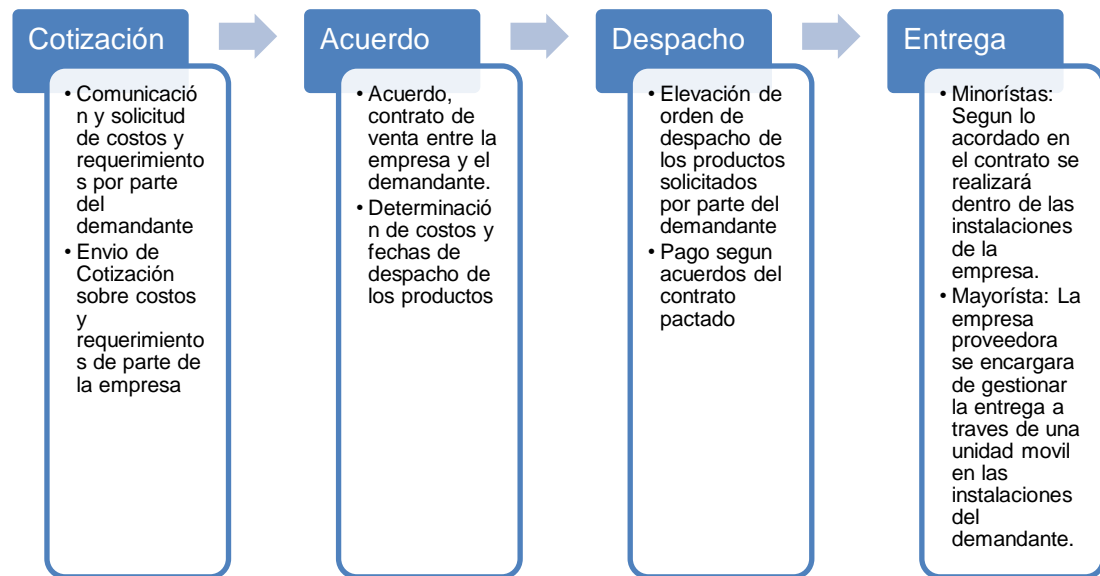 Cotización
• Comunicació
n y solicitud
de costos y
requerimiento
s por parte
del
demandante
• Envio de
Cotización
sobre costos
y
requerimiento
s de parte de
la empresa
Acuerdo
• Acuerdo,
contrato de
venta entre la
empresa y el
demandante.
• Determinació
n de costos y
fechas de
despacho de
los productos
Despacho
• Elevación de
orden de
despacho de
los productos
solicitados
por parte del
demandante
• Pago segun
acuerdos del
contrato
pactado
Entrega
• Minorístas:
Segun lo
acordado en
el contrato se
realizará
dentro de las
instalaciones
de la
empresa.
• Mayorísta: La
empresa
proveedora
se encargara
de gestionar
la entrega a
traves de una
unidad movil
en las
instalaciones
del
demandante.